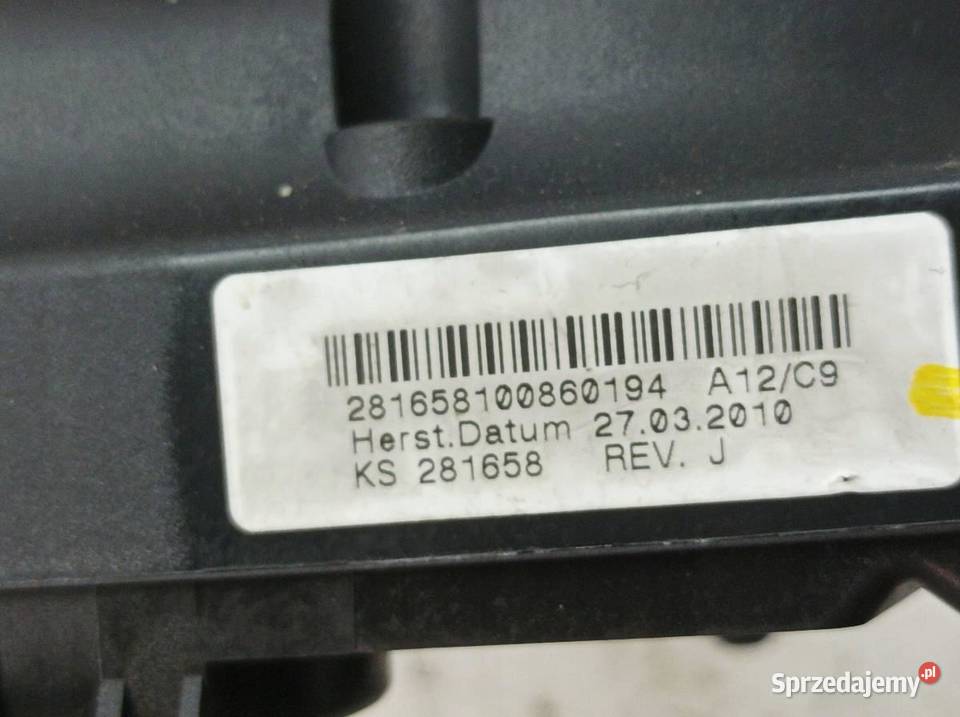 281658100860194 A12/C9
Herst.Datum 27.03.2010
KS 281658 REV. J
Sprzedajemy.pl